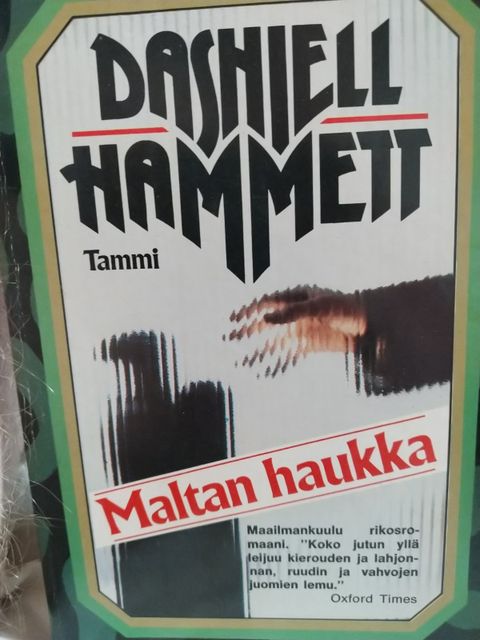 DASHIELL
HAMMETT
Tammi
Maltan haukka
Maailmankuulu rikosro-
maani. "Koko jutun yllä
leijuu kierouden ja lahjon-
nan, ruudin ja vahvojen
juomien lemu."
Oxford Times